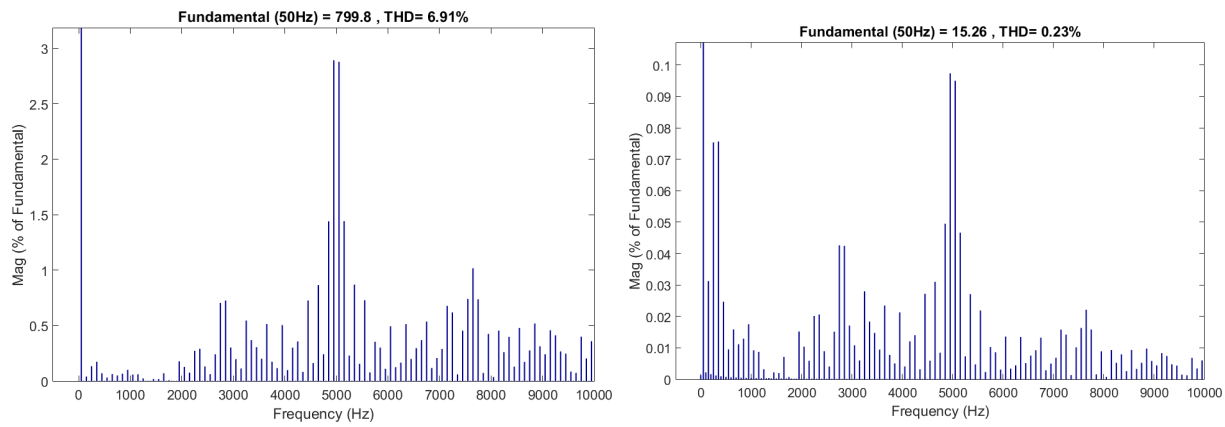 Fundamental (50Hz) = 799.8 , THD= 6.91%
Mag (% of Fundamental)
3
2.5
2
1.5
1
0.5
0
0 1000 2000 3000 4000 5000 6000 7000 8000 9000 10000
Frequency (Hz)
Fundamental (50Hz) = 15.26 , THD= 0.23%
Mag (% of Fundamental)
0.1
0.09
0.08
0.07
0.06
0.05
0.04
0.03
0.02
0.01
0
0 1000 2000 3000 4000 5000 6000 7000 8000 9000 10000
Frequency (Hz)